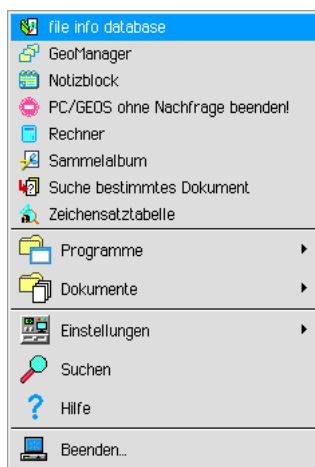 file info database
GeoManager
Notizblock
PC/GEOS ohne Nachfrage beenden!
Rechner
Sammelalbum
Suche bestimmtes Dokument
Zeichensatztabelle
Programme
Dokumente
Einstellungen
Suchen
Hilfe
Beenden...